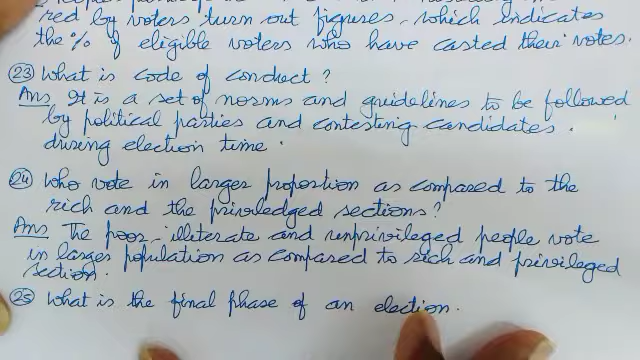 red by voters turn out figures, which indicates
the % of eligible voters who have casted their votes.
23 What is code of conduct?
Ans It is a set of norms and guidelines to be followed
by political parties and contesting candidates.
during election time.
24 Who vote in larger proportion as compared to the
rich and the priviledged sections?
Ans The poor, illiterate and unprivileged people vote
in larger population as compared to rich and privileged
section.
25 What is the final phase of an election.